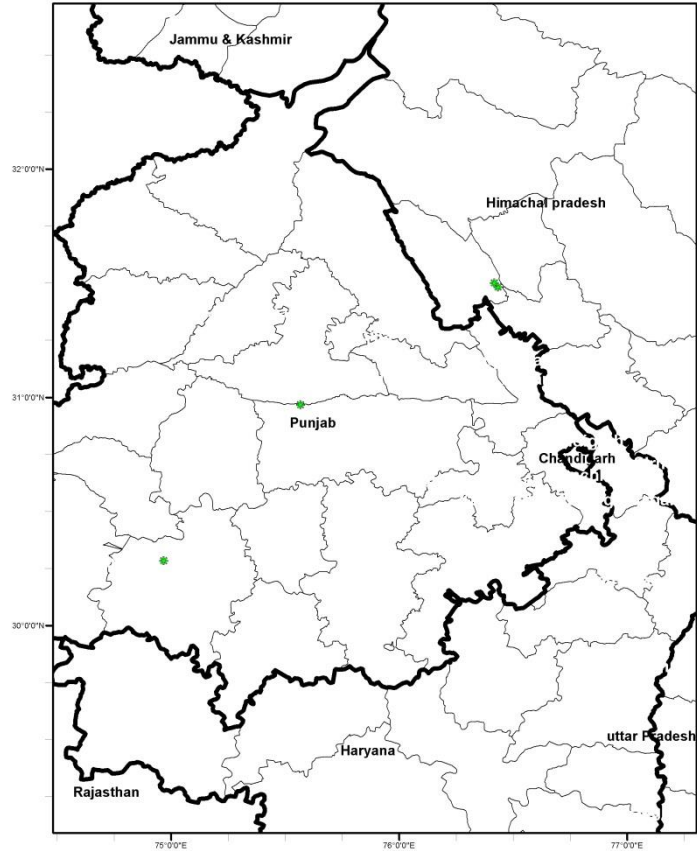 Jammu & Kashmir
32°0'0"N
Himachal pradesh
31°0'0"N
Punjab
Chandigarh
30°0'0"N
uttar Pradesh
Haryana
Rajasthan
75°0'0"E
76°0'0"E
77°0'0"E